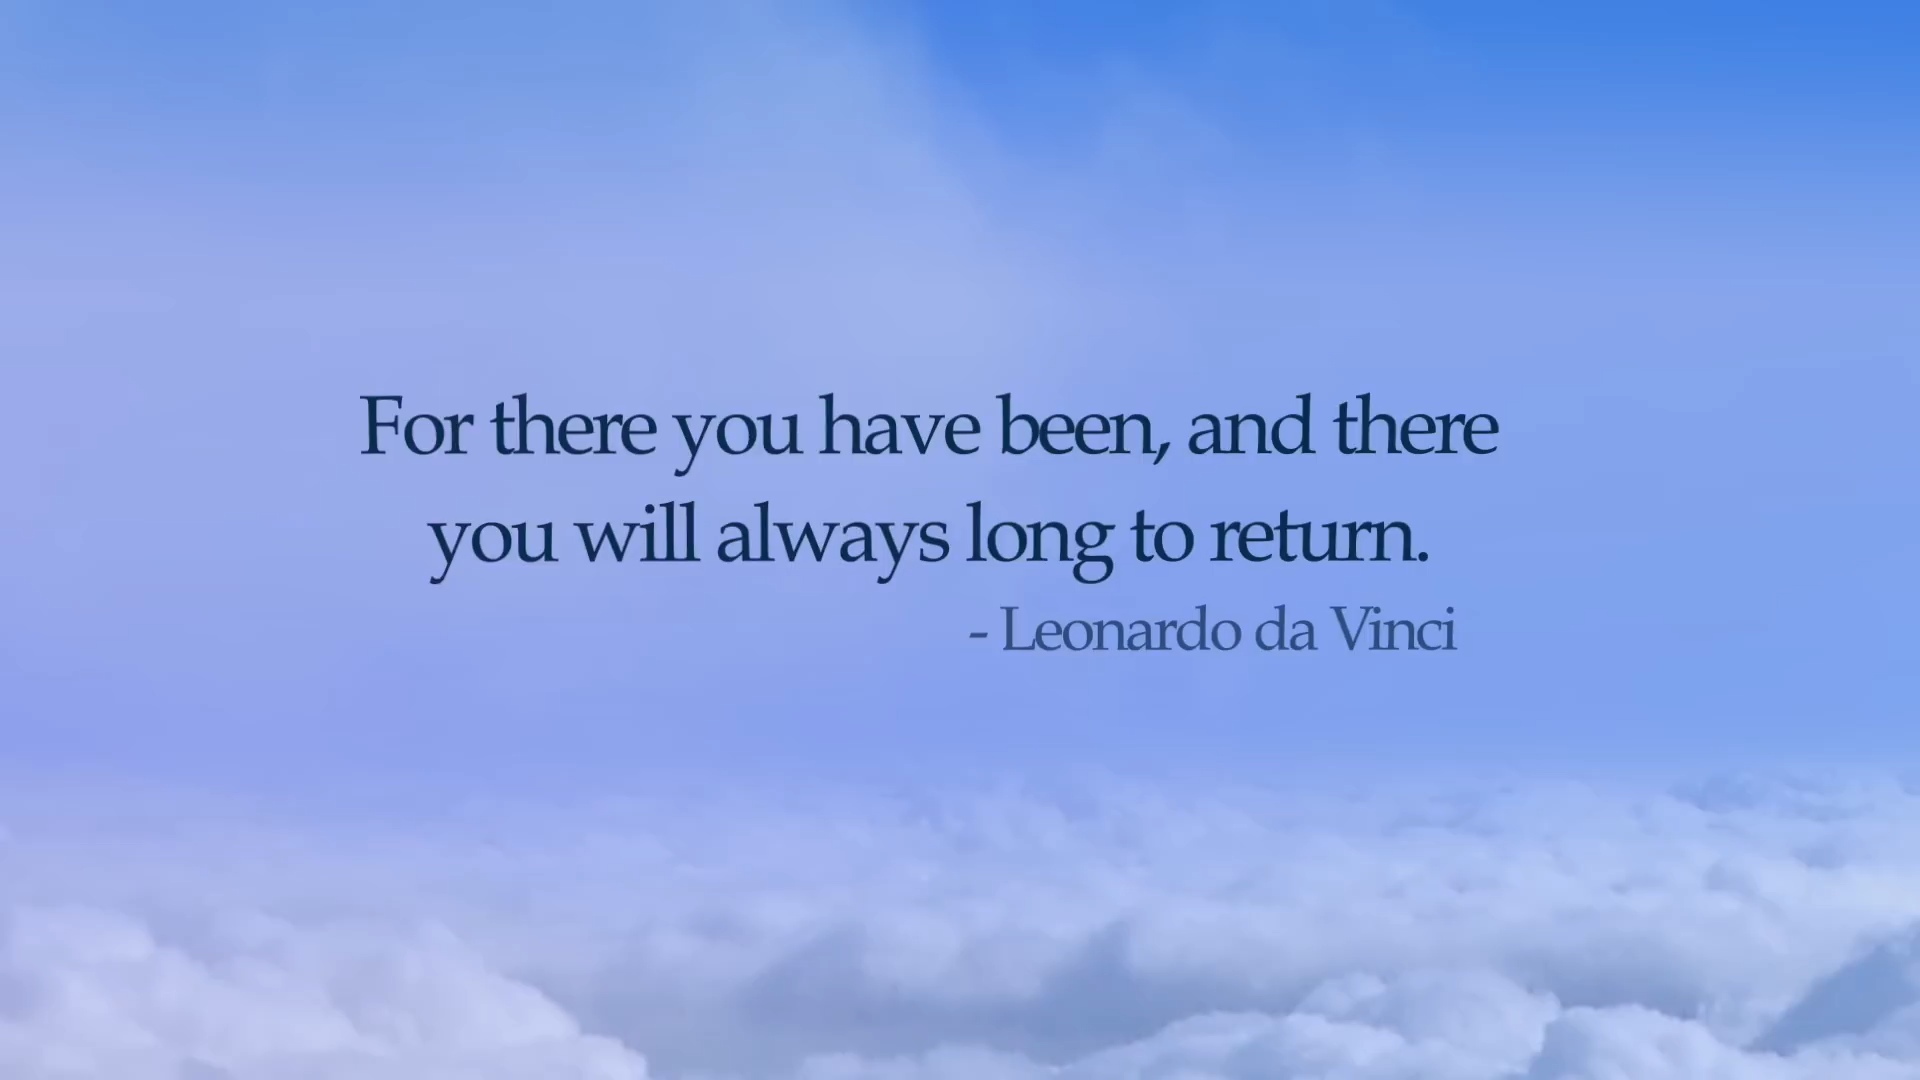 For there you have been, and there
you will always long to return.
- Leonardo da Vinci